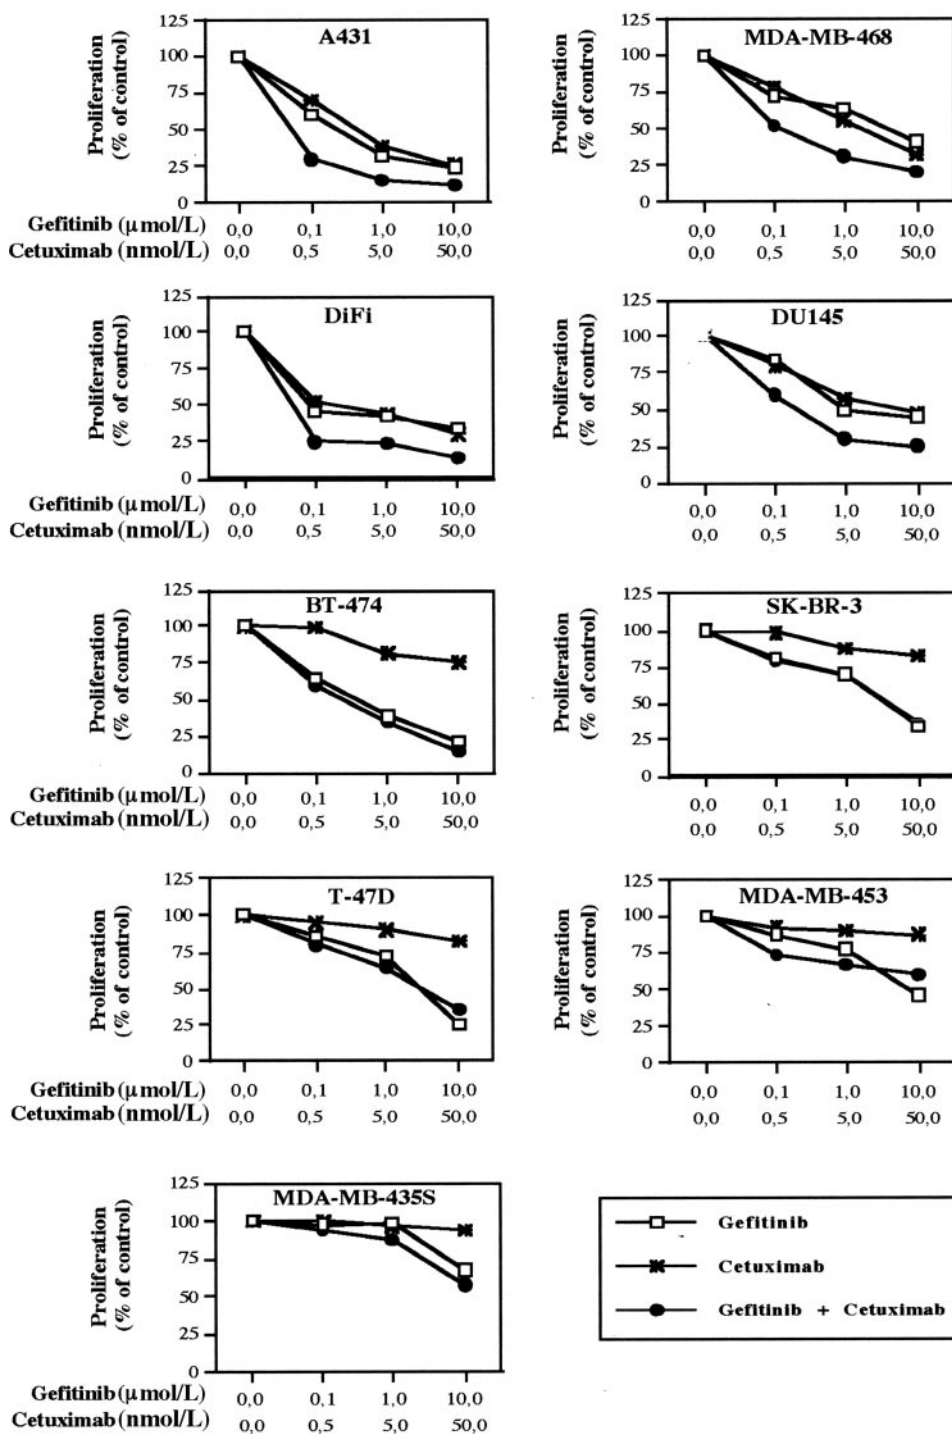 A431
Proliferation
(% of control)
125
100
75
50
25
0
Gefitinib (μmol/L) 0,0 0,1 1,0 10,0
Cetuximab (nmol/L) 0,0 0,5 5,0 50,0
MDA-MB-468
Proliferation
(% of control)
125
100
75
50
25
0
0,0 0,1 1,0 10,0
0,0 0,5 5,0 50,0
DiFi
Proliferation
(% of control)
125
100
75
50
25
0
Gefitinib (μmol/L) 0,0 0,1 1,0 10,0
Cetuximab (nmol/L) 0,0 0,5 5,0 50,0
DU145
Proliferation
(% of control)
125
100
75
50
25
0
0,0 0,1 1,0 10,0
0,0 0,5 5,0 50,0
BT-474
Proliferation
(% of control)
125
100
75
50
25
0
Gefitinib (μmol/L) 0,0 0,1 1,0 10,0
Cetuximab (nmol/L) 0,0 0,5 5,0 50,0
SK-BR-3
Proliferation
(% of control)
125
100
75
50
25
0
0,0 0,1 1,0 10,0
0,0 0,5 5,0 50,0
T-47D
Proliferation
(% of control)
125
100
75
50
25
0
Gefitinib (μmol/L) 0,0 0,1 1,0 10,0
Cetuximab (nmol/L) 0,0 0,5 5,0 50,0
MDA-MB-453
Proliferation
(% of control)
125
100
75
50
25
0
0,0 0,1 1,0 10,0
0,0 0,5 5,0 50,0
MDA-MB-435S
Proliferation
(% of control)
125
100
75
50
25
0
Gefitinib (μmol/L) 0,0 0,1 1,0 10,0
Cetuximab (nmol/L) 0,0 0,5 5,0 50,0
Gefitinib
Cetuximab
Gefitinib + Cetuximab